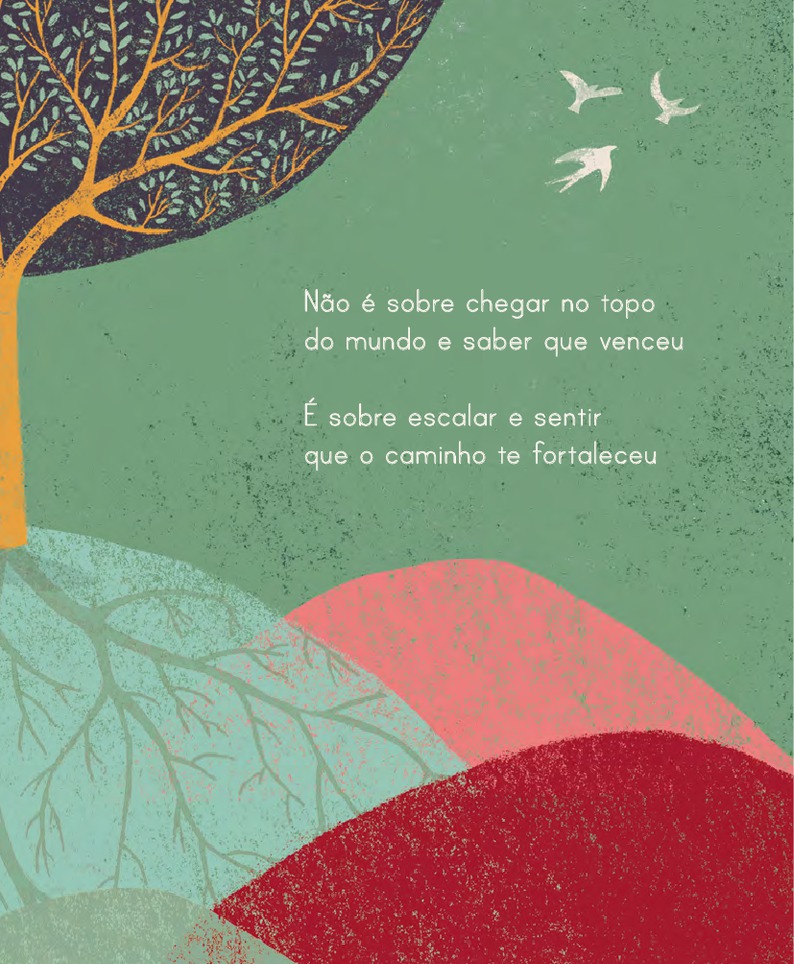 Não é sobre chegar no topo
do mundo e saber que venceu
É sobre escalar e sentir
que o caminho te fortaleceu